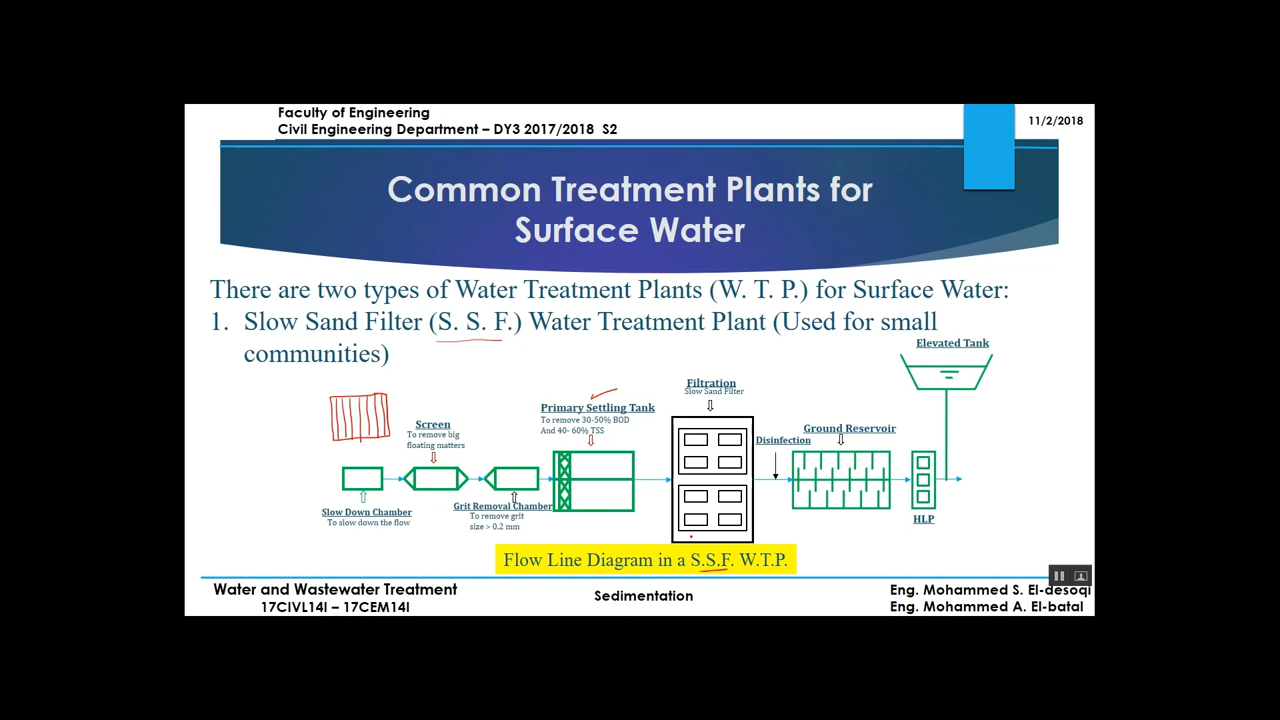 Faculty of Engineering
Civil Engineering Department – DY3 2017/2018 S2
11/2/2018
Common Treatment Plants for
Surface Water
There are two types of Water Treatment Plants (W. T. P.) for Surface Water:
1. Slow Sand Filter (S. S. F.) Water Treatment Plant (Used for small
communities)
Elevated Tank
Filtration
Slow Sand Filter
Primary Settling Tank
To remove 30-50% BOD
And 40- 60% TSS
Screen
To remove big
floating matters
Ground Reservoir
Disinfection
Slow Down Chamber
To slow down the flow
Grit Removal Chamber
To remove grit
size > 0.2 mm
HLP
Flow Line Diagram in a S.S.F. W.T.P.
Water and Wastewater Treatment
17CIVL14I – 17CEM14I
Sedimentation
Eng. Mohammed S. El-desoqi
Eng. Mohammed A. El-batal